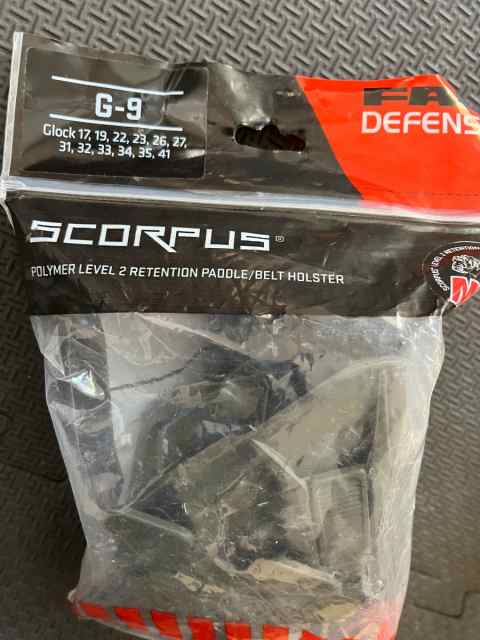 G-9
Glock 17, 19, 22, 23, 26, 27,
31, 32, 33, 34, 35, 41
FA
DEFENS
SCORPUS®
POLYMER LEVEL 2 RETENTION PADDLE/BELT HOLSTER